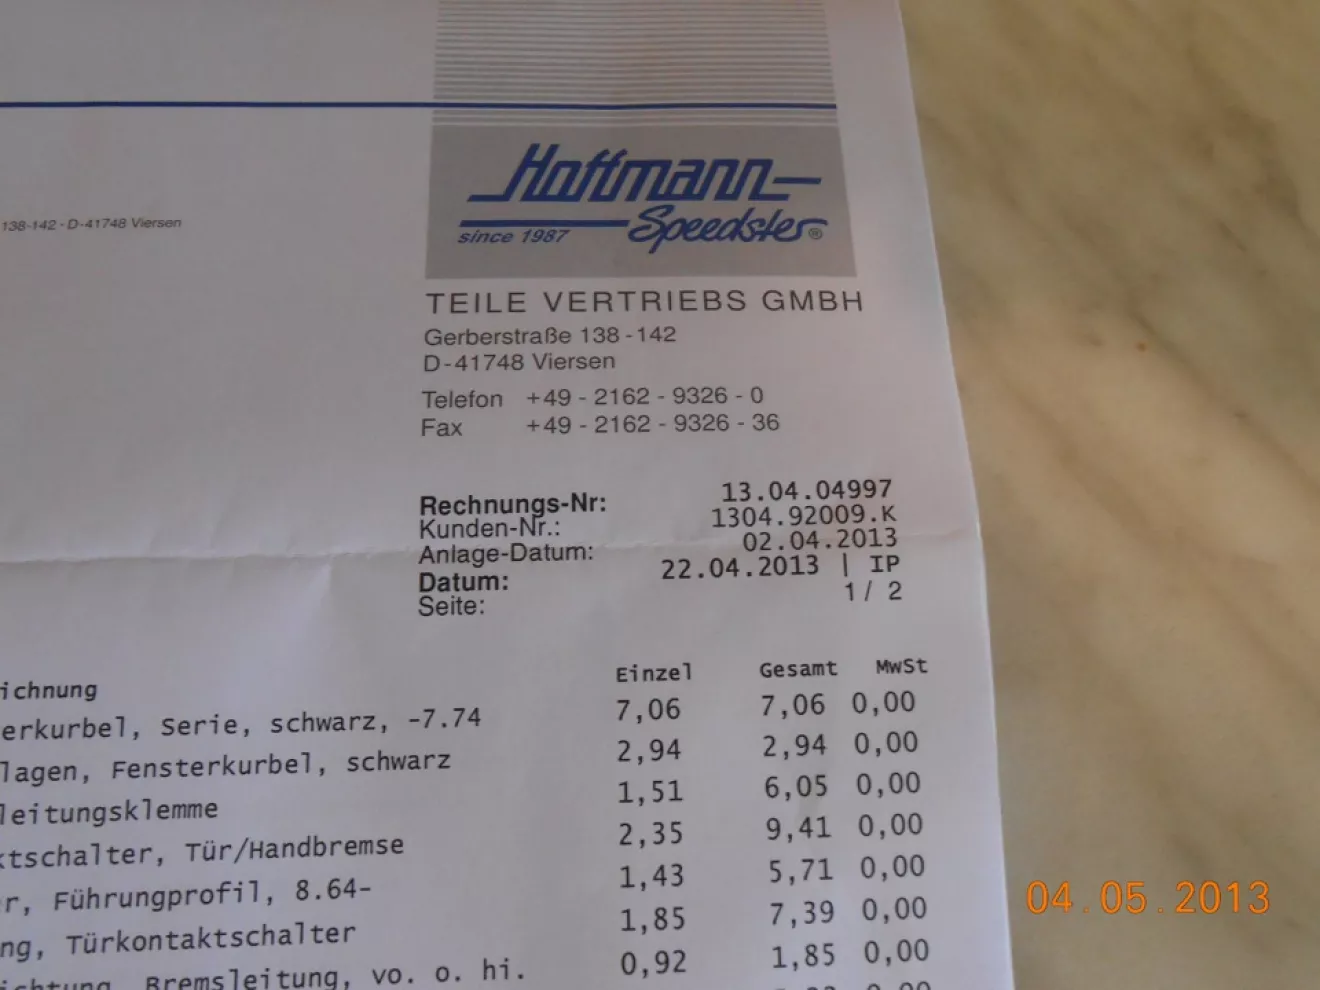 Hoffmann
Speedster®
since 1987
138-142 · D-41748 Viersen
TEILE VERTRIEBS GMBH
Gerberstraße 138-142
D-41748 Viersen
Telefon +49 - 2162 - 9326 - 0
Fax +49 - 2162 - 9326 - 36
Rechnungs-Nr: 13.04.04997
Kunden-Nr.: 1304.92009.K
Anlage-Datum: 02.04.2013
Datum: 22.04.2013 | IP
Seite: 1/ 2
ichnung Einzel Gesamt MwSt
erkurbel, Serie, schwarz, -7.74 7,06 7,06 0,00
lagen, Fensterkurbel, schwarz 2,94 2,94 0,00
leitungsklemme 1,51 6,05 0,00
ktschalter, Tür/Handbremse 2,35 9,41 0,00
r, Führungprofil, 8.64- 1,43 5,71 0,00
ng, Türkontaktschalter 1,85 7,39 0,00
ichtung, Bremsleitung, vo. o. hi. 0,92 1,85 0,00
04.05.2013